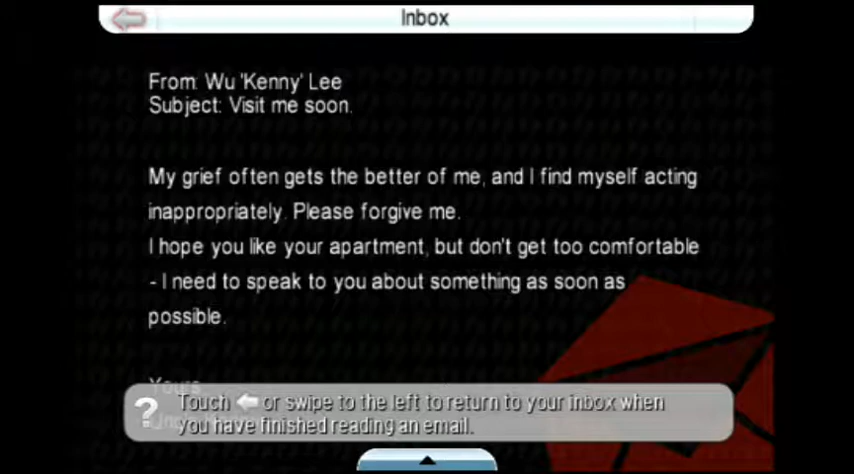 Inbox
From: Wu 'Kenny' Lee
Subject: Visit me soon.
My grief often gets the better of me, and I find myself acting
inappropriately. Please forgive me.
I hope you like your apartment, but don't get too comfortable
- I need to speak to you about something as soon as
possible.
Yours
? Touch or swipe to the left to return to your inbox when
you have finished reading an email.